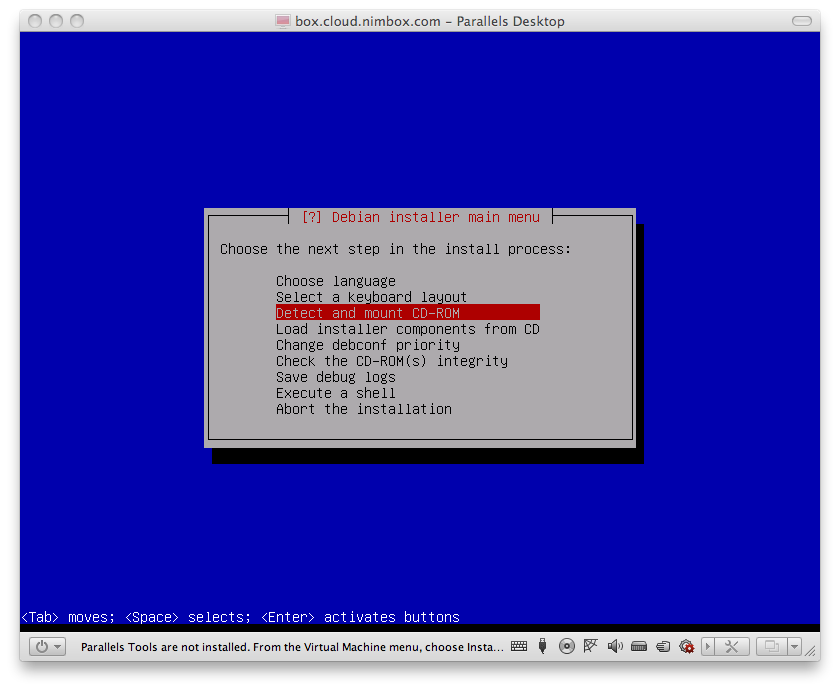 box.cloud.nimbox.com – Parallels Desktop
[?] Debian installer main menu
Choose the next step in the install process:
Choose language
Select a keyboard layout
Detect and mount CD-ROM
Load installer components from CD
Change debconf priority
Check the CD-ROM(s) integrity
Save debug logs
Execute a shell
Abort the installation
<Tab> moves; <Space> selects; <Enter> activates buttons
Parallels Tools are not installed. From the Virtual Machine menu, choose Insta...